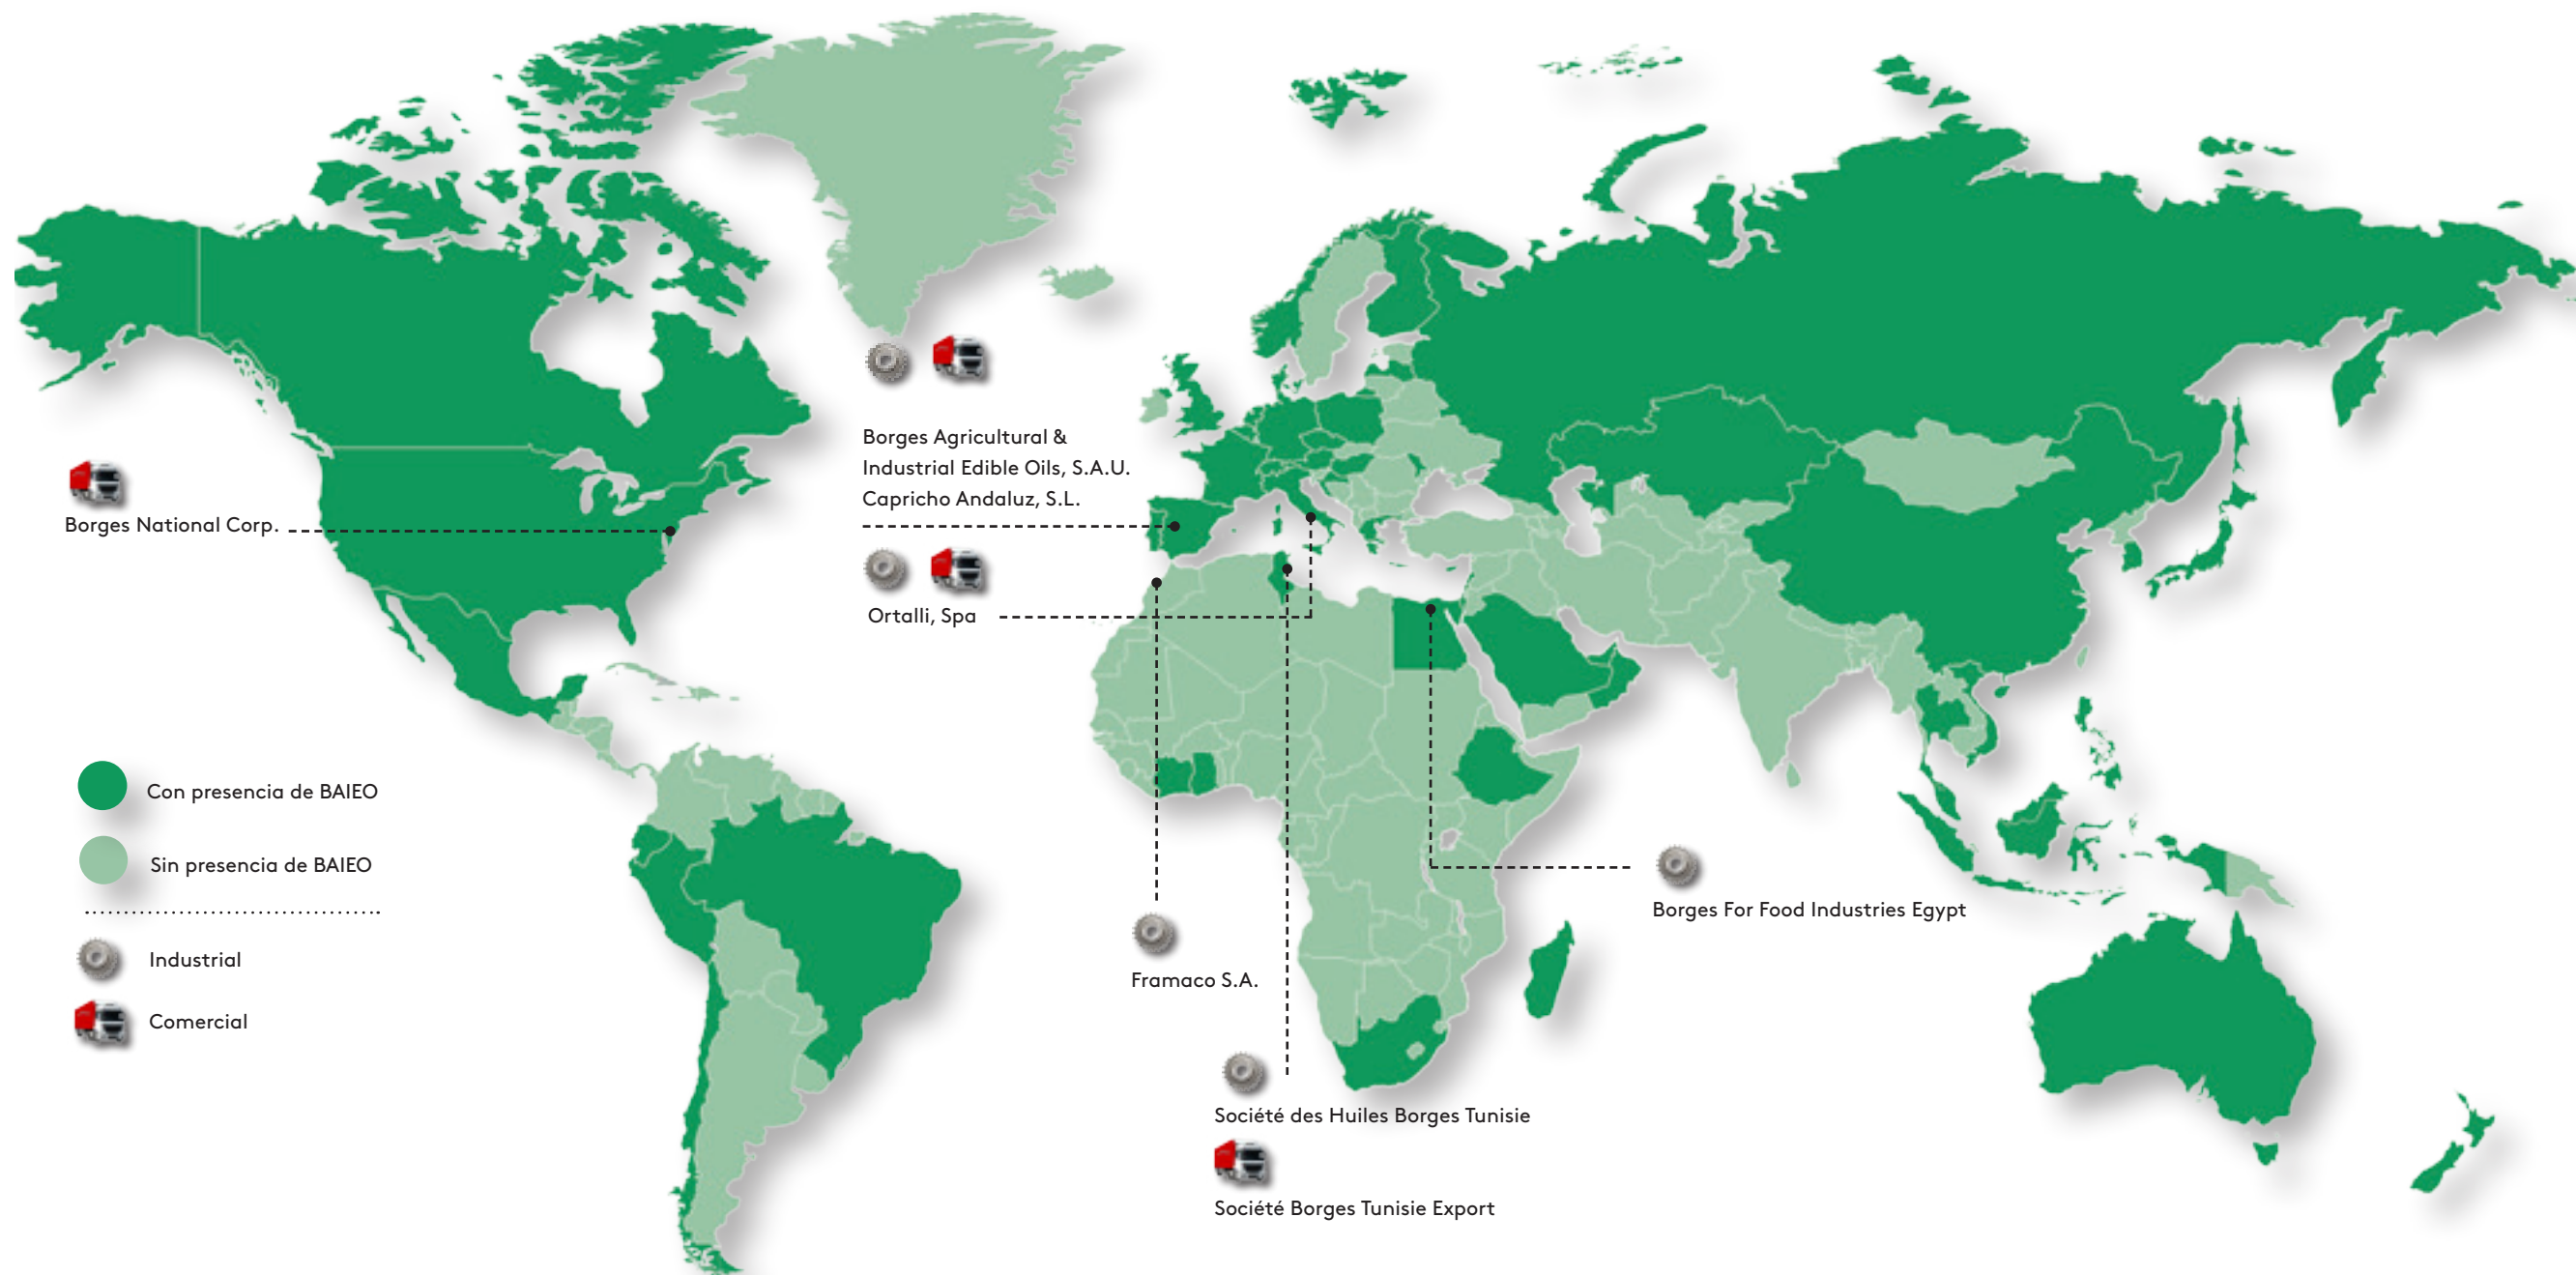 Borges Agricultural &
Industrial Edible Oils, S.A.U.
Capricho Andaluz, S.L.
Borges National Corp.
Ortalli, Spa
Con presencia de BAIEO
Sin presencia de BAIEO
Industrial
Comercial
Framaco S.A.
Borges For Food Industries Egypt
Société des Huiles Borges Tunisie
Société Borges Tunisie Export